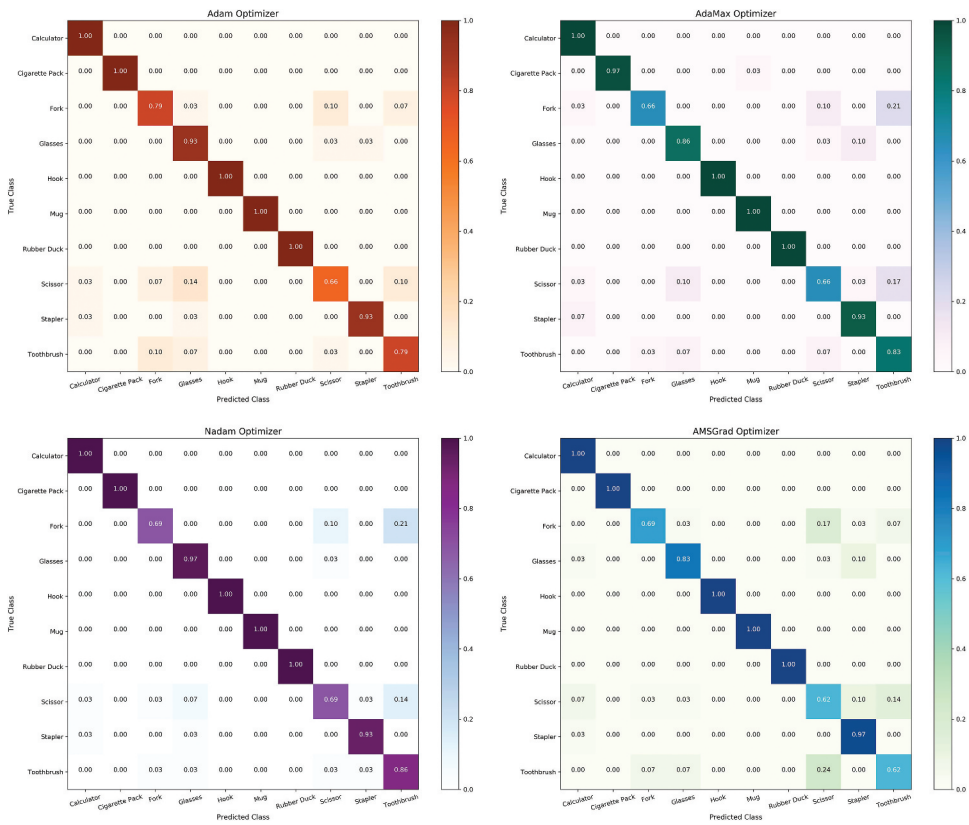 Adam Optimizer
True Class
Calculator 1.00 0.00 0.00 0.00 0.00 0.00 0.00 0.00 0.00 0.00
Cigarette Pack 0.00 1.00 0.00 0.00 0.00 0.00 0.00 0.00 0.00 0.00
Fork 0.00 0.00 0.79 0.03 0.00 0.00 0.00 0.10 0.00 0.07
Glasses 0.00 0.00 0.00 0.93 0.00 0.00 0.00 0.03 0.03 0.00
Hook 0.00 0.00 0.00 0.00 1.00 0.00 0.00 0.00 0.00 0.00
Mug 0.00 0.00 0.00 0.00 0.00 1.00 0.00 0.00 0.00 0.00
Rubber Duck 0.00 0.00 0.00 0.00 0.00 0.00 1.00 0.00 0.00 0.00
Scissor 0.03 0.00 0.07 0.14 0.00 0.00 0.00 0.66 0.00 0.10
Stapler 0.03 0.00 0.00 0.03 0.00 0.00 0.00 0.00 0.93 0.00
Toothbrush 0.00 0.00 0.10 0.07 0.00 0.00 0.00 0.03 0.00 0.79
Calculator Cigarette Pack Fork Glasses Hook Mug Rubber Duck Scissor Stapler Toothbrush
Predicted Class
1.0
0.8
0.6
0.4
0.2
0.0
AdaMax Optimizer
True Class
Calculator 1.00 0.00 0.00 0.00 0.00 0.00 0.00 0.00 0.00 0.00
Cigarette Pack 0.00 0.97 0.00 0.00 0.00 0.03 0.00 0.00 0.00 0.00
Fork 0.03 0.00 0.66 0.00 0.00 0.00 0.00 0.10 0.00 0.21
Glasses 0.00 0.00 0.00 0.86 0.00 0.00 0.00 0.03 0.10 0.00
Hook 0.00 0.00 0.00 0.00 1.00 0.00 0.00 0.00 0.00 0.00
Mug 0.00 0.00 0.00 0.00 0.00 1.00 0.00 0.00 0.00 0.00
Rubber Duck 0.00 0.00 0.00 0.00 0.00 0.00 1.00 0.00 0.00 0.00
Scissor 0.03 0.00 0.00 0.10 0.00 0.00 0.00 0.66 0.03 0.17
Stapler 0.07 0.00 0.00 0.00 0.00 0.00 0.00 0.00 0.93 0.00
Toothbrush 0.00 0.00 0.03 0.07 0.00 0.00 0.00 0.07 0.00 0.83
Calculator Cigarette Pack Fork Glasses Hook Mug Rubber Duck Scissor Stapler Toothbrush
Predicted Class
1.0
0.8
0.6
0.4
0.2
0.0
Nadam Optimizer
True Class
Calculator 1.00 0.00 0.00 0.00 0.00 0.00 0.00 0.00 0.00 0.00
Cigarette Pack 0.00 1.00 0.00 0.00 0.00 0.00 0.00 0.00 0.00 0.00
Fork 0.00 0.00 0.69 0.00 0.00 0.00 0.00 0.10 0.00 0.21
Glasses 0.00 0.00 0.00 0.97 0.00 0.00 0.00 0.03 0.00 0.00
Hook 0.00 0.00 0.00 0.00 1.00 0.00 0.00 0.00 0.00 0.00
Mug 0.00 0.00 0.00 0.00 0.00 1.00 0.00 0.00 0.00 0.00
Rubber Duck 0.00 0.00 0.00 0.00 0.00 0.00 1.00 0.00 0.00 0.00
Scissor 0.03 0.00 0.03 0.07 0.00 0.00 0.00 0.69 0.03 0.14
Stapler 0.03 0.00 0.00 0.03 0.00 0.00 0.00 0.00 0.93 0.00
Toothbrush 0.00 0.00 0.03 0.03 0.00 0.00 0.00 0.03 0.03 0.86
Calculator Cigarette Pack Fork Glasses Hook Mug Rubber Duck Scissor Stapler Toothbrush
Predicted Class
1.0
0.8
0.6
0.4
0.2
0.0
AMSGrad Optimizer
True Class
Calculator 1.00 0.00 0.00 0.00 0.00 0.00 0.00 0.00 0.00 0.00
Cigarette Pack 0.00 1.00 0.00 0.00 0.00 0.00 0.00 0.00 0.00 0.00
Fork 0.00 0.00 0.69 0.03 0.00 0.00 0.00 0.17 0.03 0.07
Glasses 0.03 0.00 0.00 0.83 0.00 0.00 0.00 0.03 0.10 0.00
Hook 0.00 0.00 0.00 0.00 1.00 0.00 0.00 0.00 0.00 0.00
Mug 0.00 0.00 0.00 0.00 0.00 1.00 0.00 0.00 0.00 0.00
Rubber Duck 0.00 0.00 0.00 0.00 0.00 0.00 1.00 0.00 0.00 0.00
Scissor 0.07 0.00 0.03 0.03 0.00 0.00 0.00 0.62 0.10 0.14
Stapler 0.03 0.00 0.00 0.00 0.00 0.00 0.00 0.00 0.97 0.00
Toothbrush 0.00 0.00 0.07 0.07 0.00 0.00 0.00 0.24 0.00 0.62
Calculator Cigarette Pack Fork Glasses Hook Mug Rubber Duck Scissor Stapler Toothbrush
Predicted Class
1.0
0.8
0.6
0.4
0.2
0.0